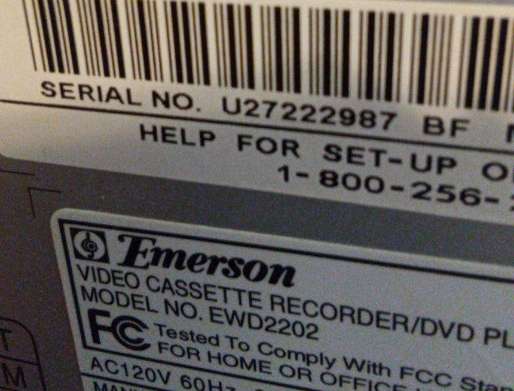 SERIAL NO. U27222987 BF
HELP FOR SET-UP
1-800-256-
Emerson
VIDEO CASSETTE RECORDER/DVD
MODEL NO. EWD2202
FC Tested To Comply With FCC
FOR HOME OR OFFICE
AC120V 60Hz